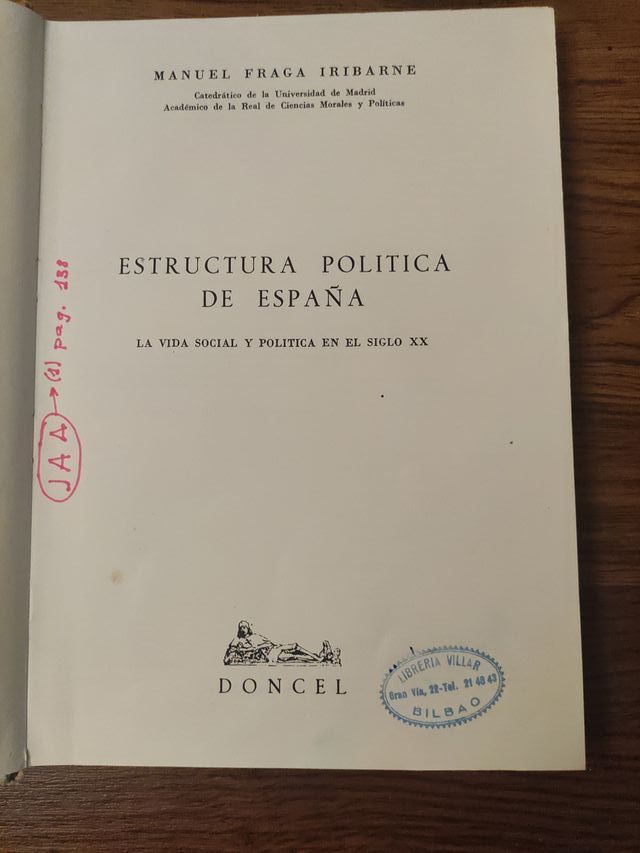 MANUEL FRAGA IRIBARNE
Catedrático de la Universidad de Madrid
Académico de la Real de Ciencias Morales y Políticas
ESTRUCTURA POLITICA
DE ESPAÑA
LA VIDA SOCIAL Y POLITICA EN EL SIGLO XX
JAA → (1) pag. 138
DONCEL
LIBRERIA VILLAR
Gran Vía, 22-Tel. 21 48 43
BILBAO